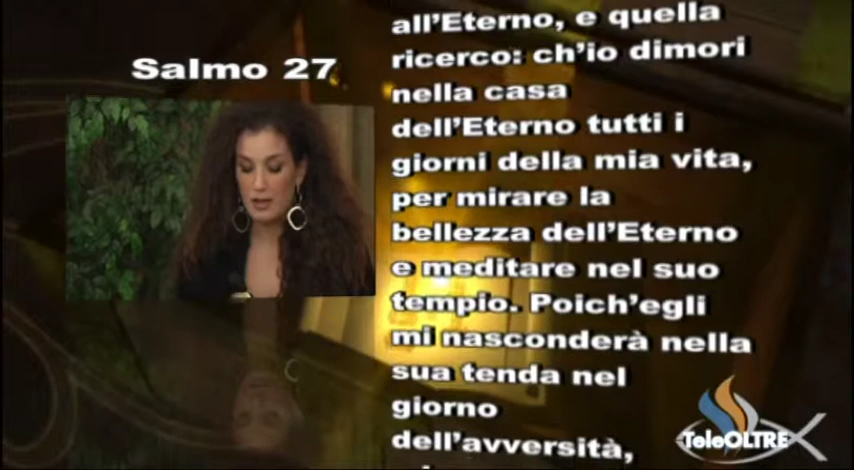 Salmo 27
all'Eterno, e quella
ricerco: ch'io dimori
nella casa
dell'Eterno tutti i
giorni della mia vita,
per mirare la
bellezza dell'Eterno
e meditare nel suo
tempio. Poich'egli
mi nasconderà nella
sua tenda nel
giorno
dell'avversità,
TeleOLTRE